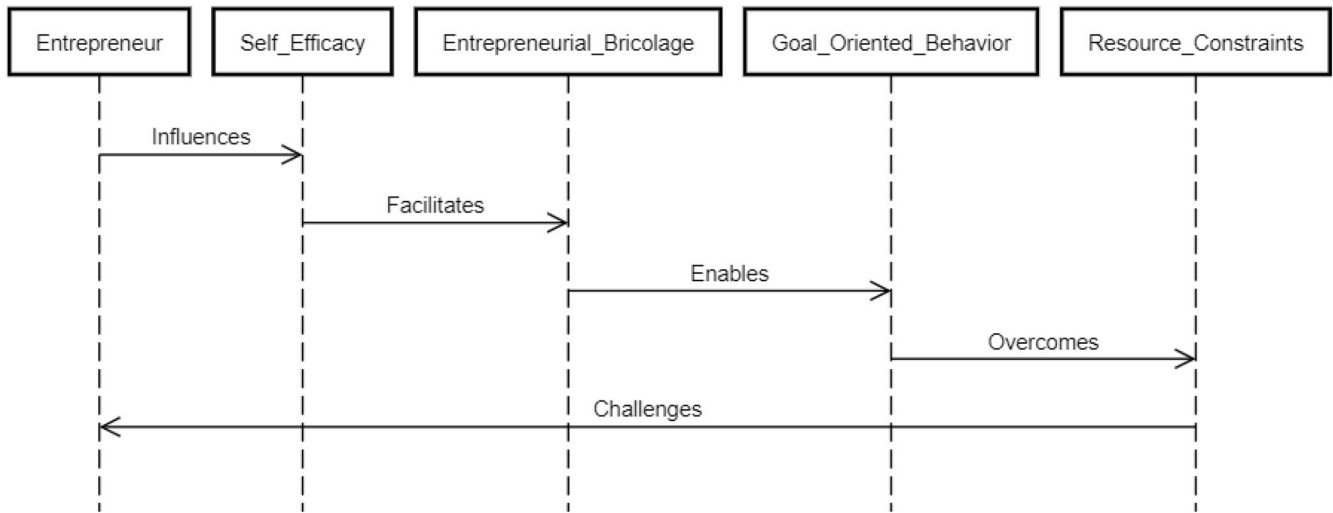 Entrepreneur
Self_Efficacy
Entrepreneurial_Bricolage
Goal_Oriented_Behavior
Resource_Constraints
Influences
Facilitates
Enables
Overcomes
Challenges